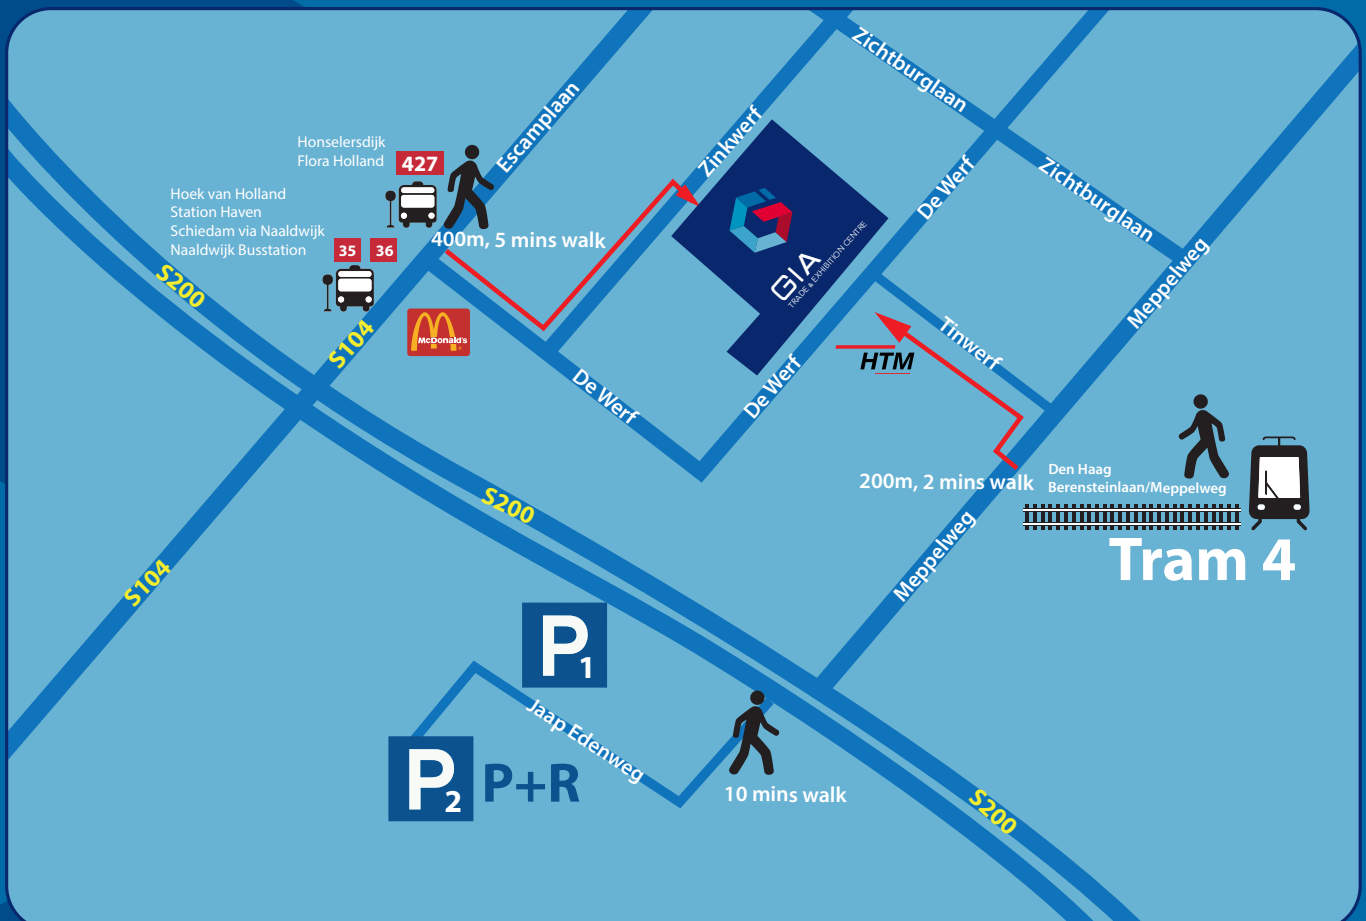 Zichtburglaan
Escamplaan
Zinkwerf
Honselersdijk
Flora Holland
427
De Werf
Zichtburglaan
Hoek van Holland
Station Haven
Schiedam via Naaldwijk
Naaldwijk Busstation
35
36
400m, 5 mins walk
GIA
TRADE & EXHIBITION CENTRE
Meppelweg
S200
S104
McDonald's
Tinwerf
HTM
De Werf
De Werf
200m, 2 mins walk
Den Haag
Berensteinlaan/Meppelweg
Tram 4
S200
Meppelweg
S104
P1
Jaap Edenweg
P2
P+R
10 mins walk
S200